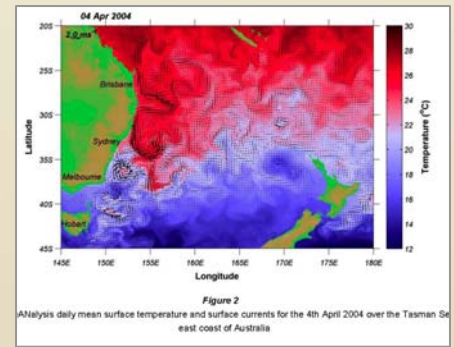 04 Apr 2004
20S
2.0 ms
30
28
26
24
22
20
18
16
14
12
Temperature (°C)
25S
30S
35S
40S
45S
Latitude
Brisbane
Sydney
Melbourne
Hobart
145E 150E 155E 160E 165E 170E 175E 180E
Longitude
Figure 2
ANalysis daily mean surface temperature and surface currents for the 4th April 2004 over the Tasman Se
east coast of Australia